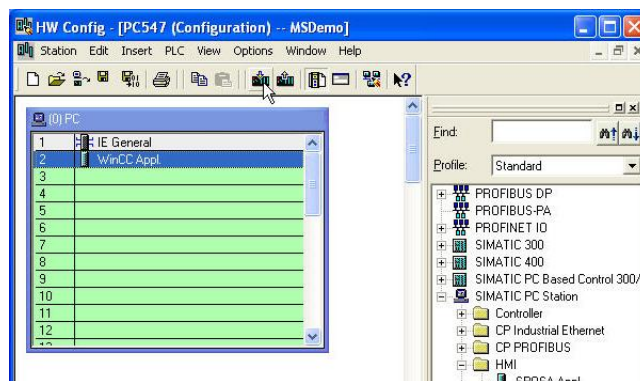 HW Config - [PC547 (Configuration) -- MSDemo]
Station Edit Insert PLC View Options Window Help
(0) PC
1 IE General
2 WinCC Appl.
3
4
5
6
7
8
9
10
11
12
Find:
Profile: Standard
PROFIBUS DP
PROFIBUS-PA
PROFINET IO
SIMATIC 300
SIMATIC 400
SIMATIC PC Based Control 300/
SIMATIC PC Station
Controller
CP Industrial Ethernet
CP PROFIBUS
HMI